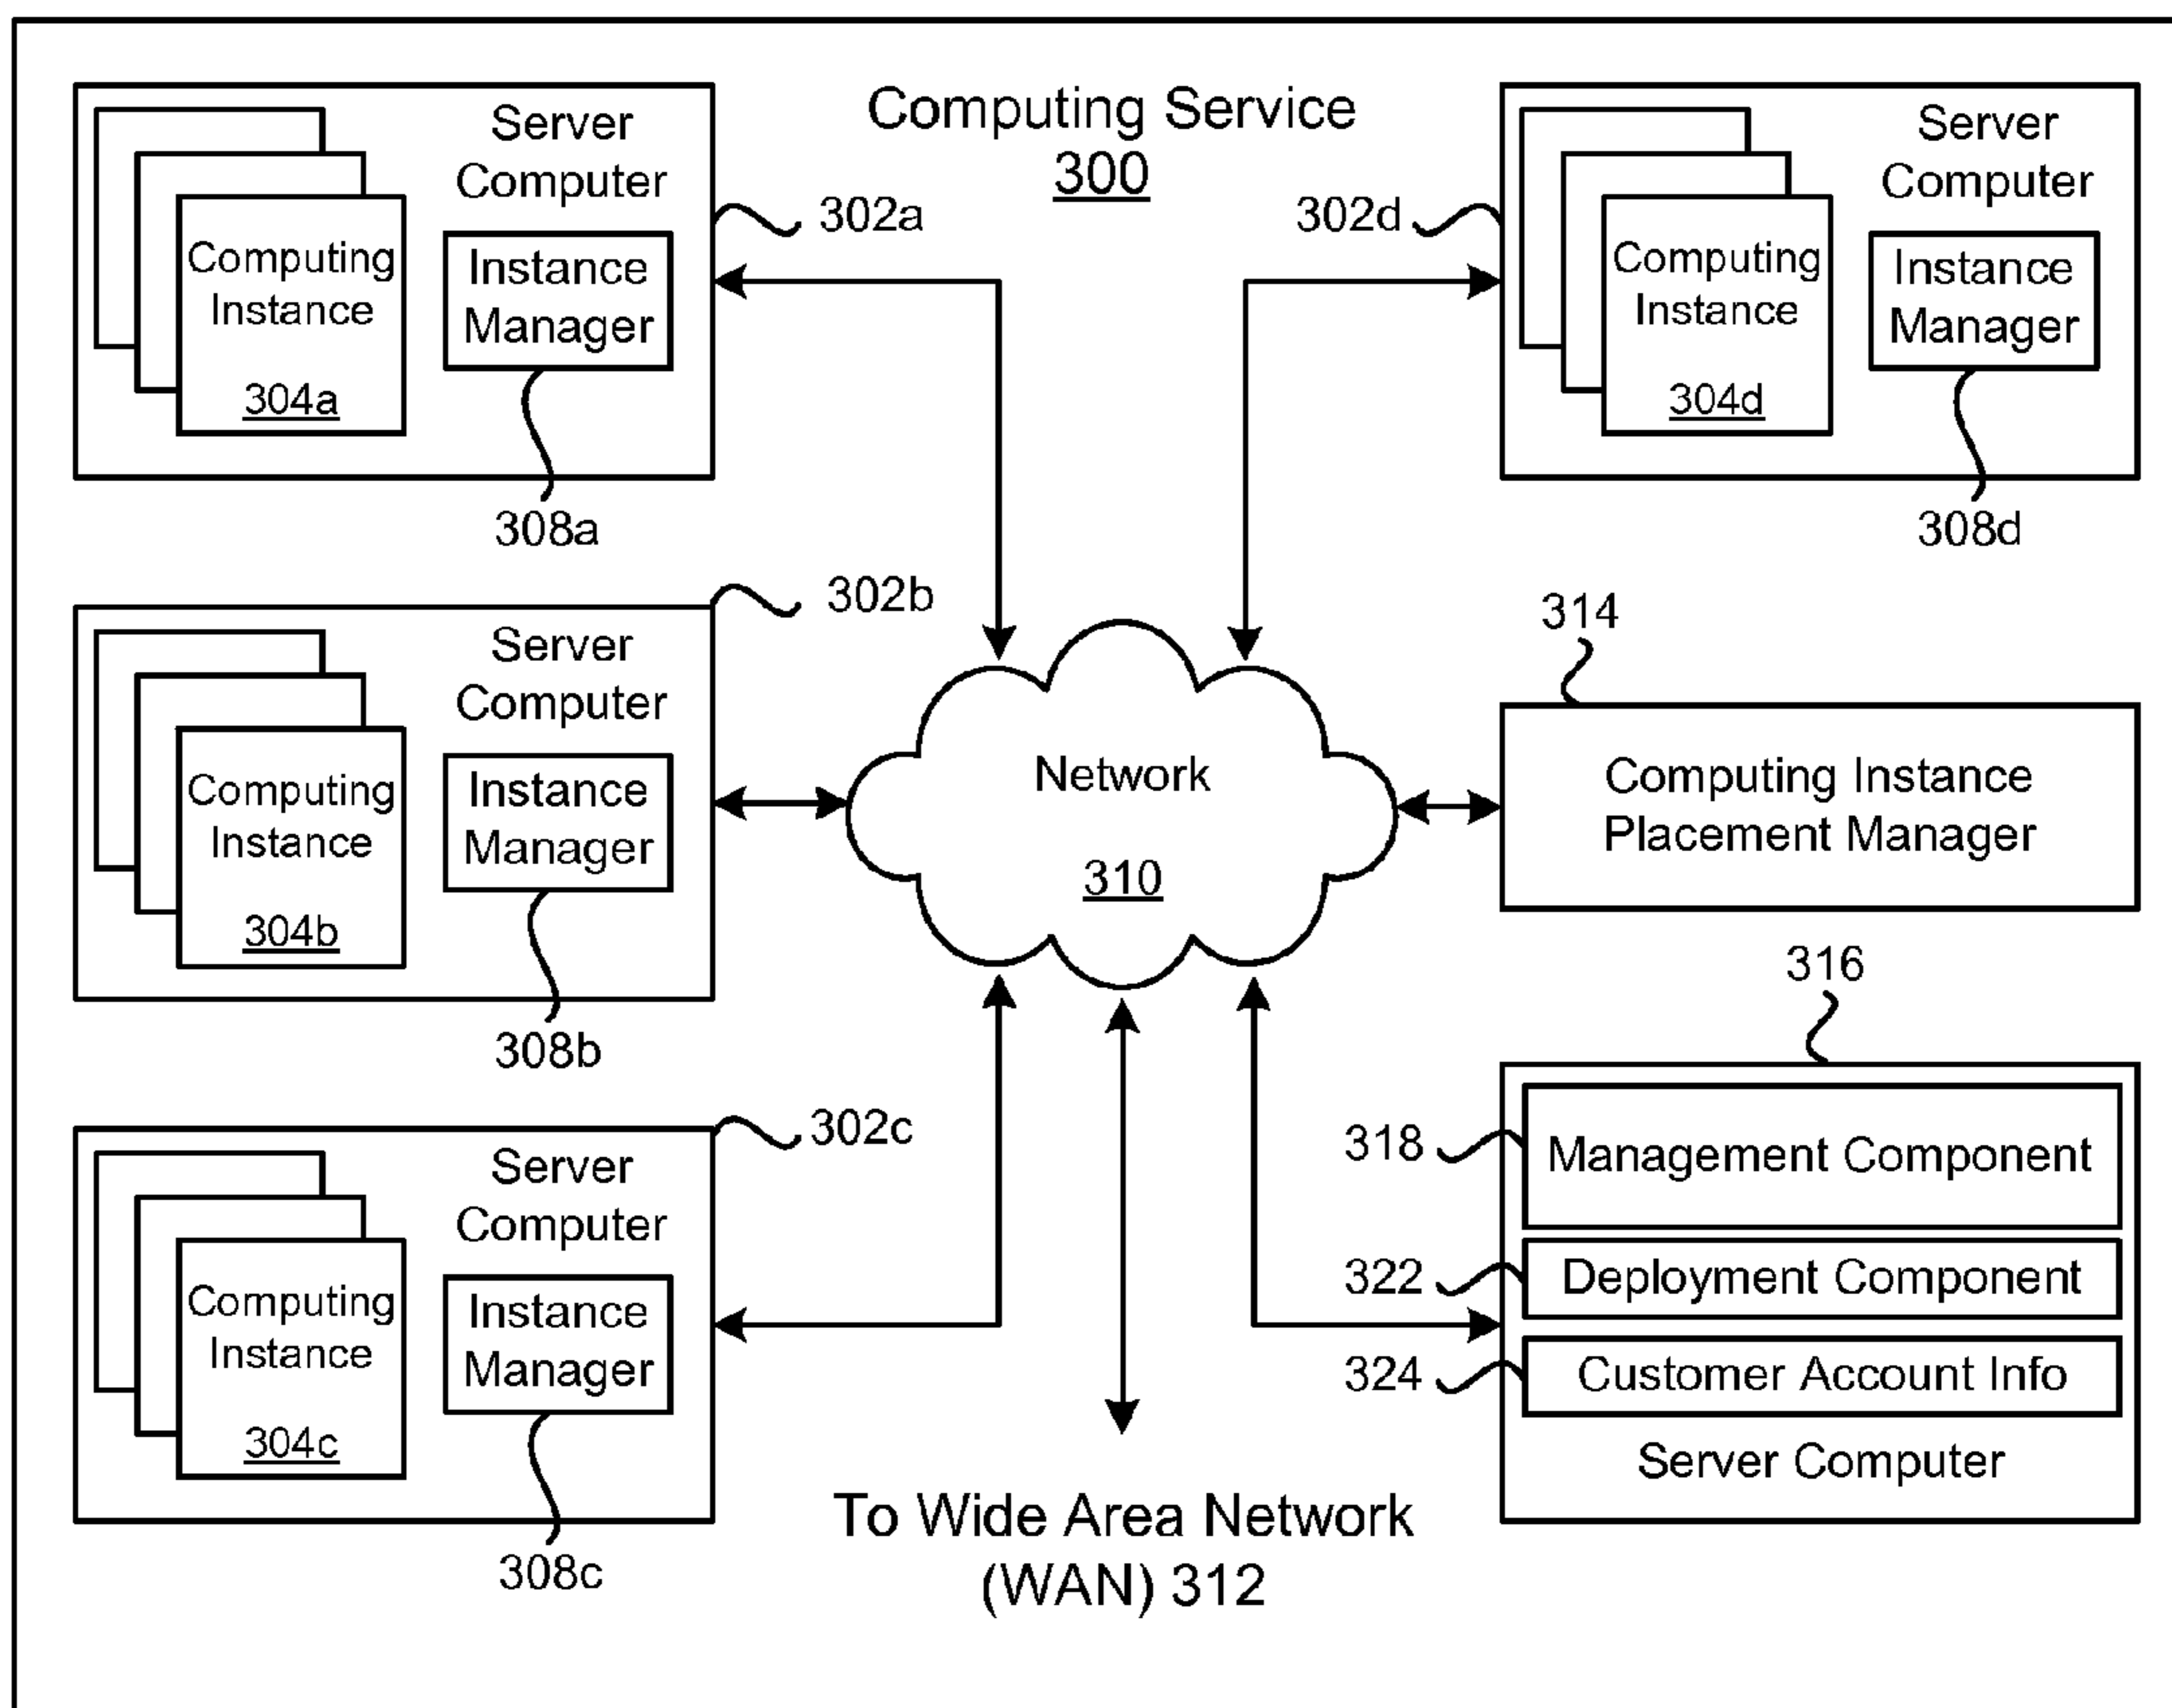 Computing Service
300
Server
Computer
302a
Computing
Instance
304a
Instance
Manager
308a
302d
Server
Computer
Computing
Instance
304d
Instance
Manager
308d
302b
Server
Computer
Computing
Instance
304b
Instance
Manager
308b
Network
310
314
Computing Instance
Placement Manager
302c
Server
Computer
Computing
Instance
304c
Instance
Manager
308c
316
318
Management Component
322
Deployment Component
324
Customer Account Info
Server Computer
To Wide Area Network
(WAN) 312